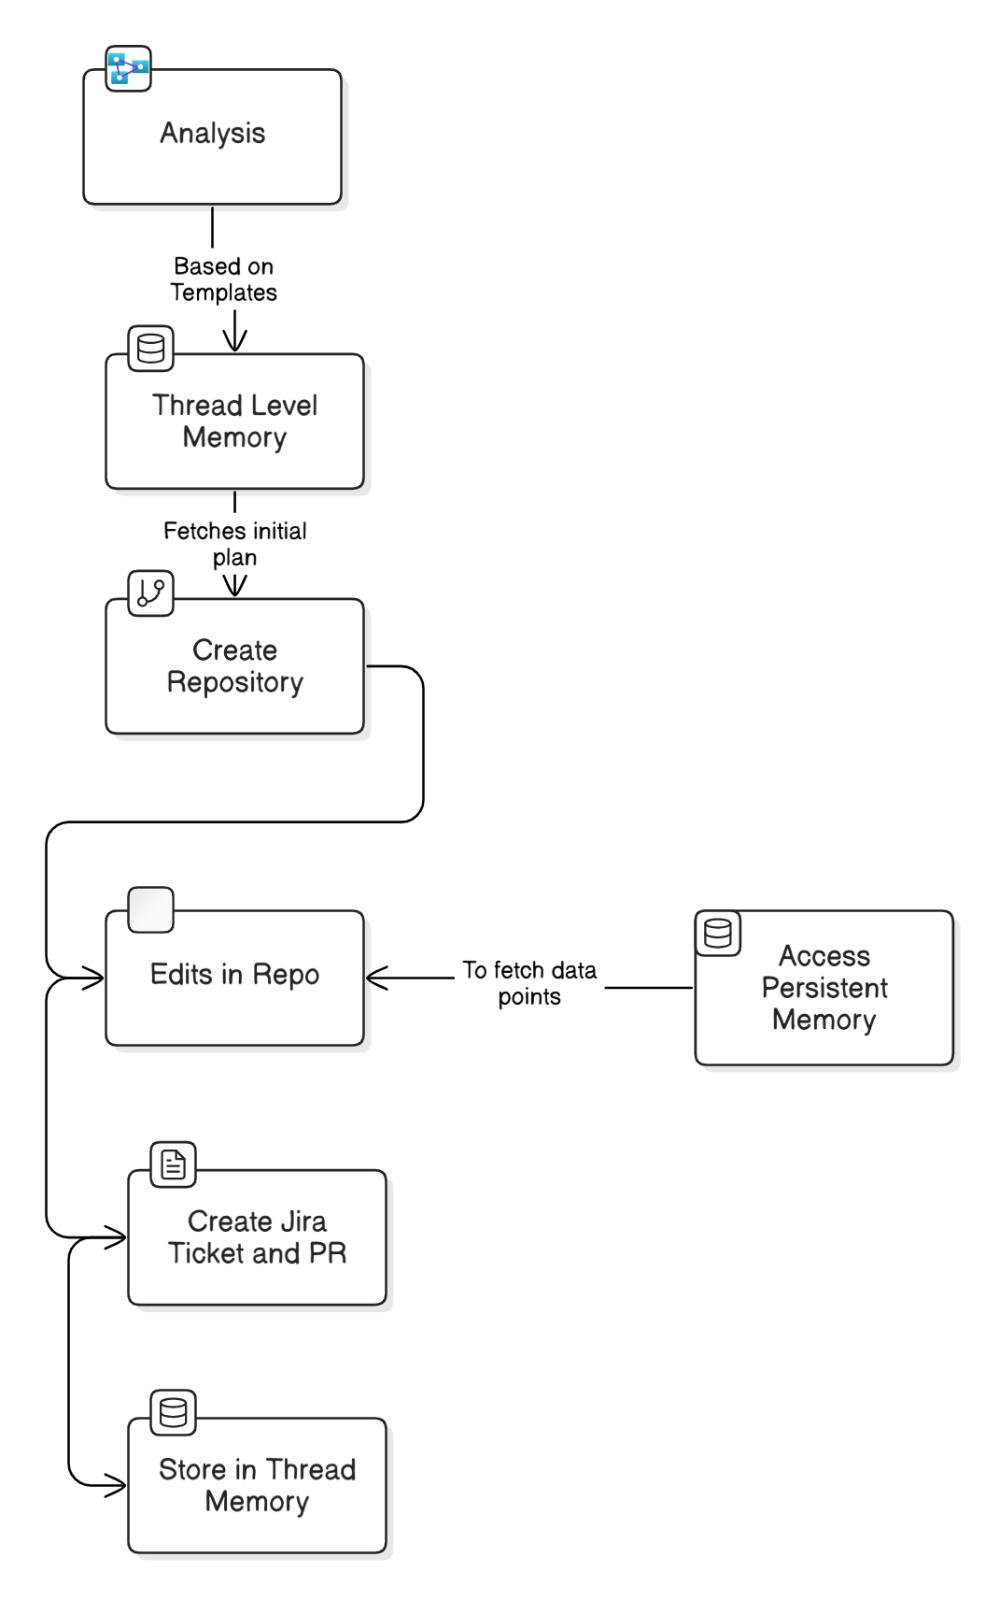 Analysis
Based on
Templates
Thread Level
Memory
Fetches initial
plan
Create
Repository
Edits in Repo
To fetch data
points
Access
Persistent
Memory
Create Jira
Ticket and PR
Store in Thread
Memory